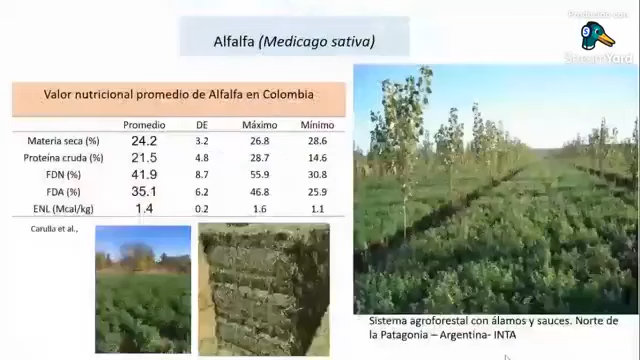 Producido con
StreamYard
Alfalfa (Medicago sativa)
Valor nutricional promedio de Alfalfa en Colombia
Promedio DE Máximo Mínimo
Materia seca (%) 24.2 3.2 26.8 28.6
Proteína cruda (%) 21.5 4.8 28.7 14.6
FDN (%) 41.9 8.7 55.9 30.8
FDA (%) 35.1 6.2 46.8 25.9
ENL (Mcal/kg) 1.4 0.2 1.6 1.1
Carulla et al.,
Sistema agroforestal con álamos y sauces. Norte de
la Patagonia – Argentina- INTA